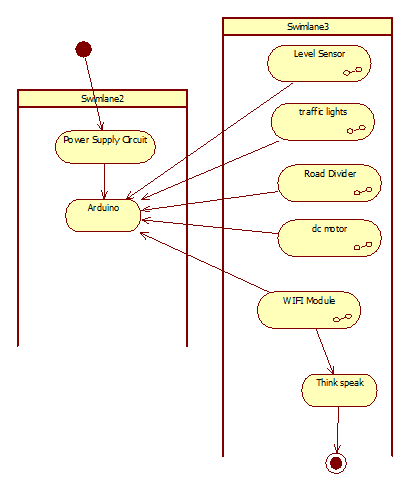 Swimlane3
Level Sensor
Swimlane2
traffic lights
Power Supply Circuit
Road Divider
Arduino
dc motor
WIFI Module
Think speak